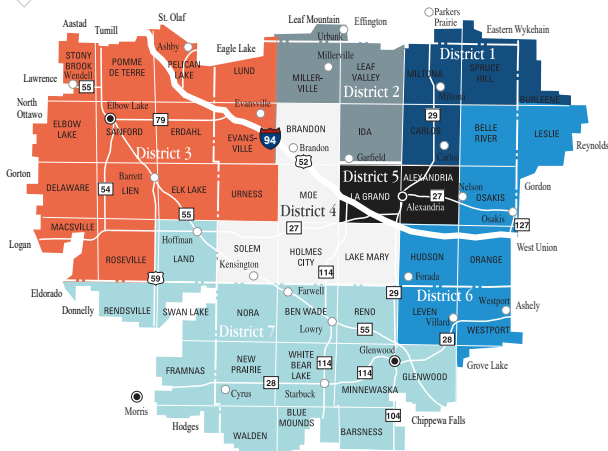 Parkers
Prairie
St. Olaf
Leaf Mountain
Effington
Aastad
Tumill
Urbank
Eastern Wykehain
Ashby
Eagle Lake
District 1
STONY
BROOK
Wendell
POMME
DE TERRE
PELICAN
LAKE
LUND
Millerville
MILLER-
VILLE
LEAF
VALLEY
MILTONA
SPRUCE
HILL
Lawrence
55
District 2
Miltona
BURLEENE
North
Ottawo
Elbow Lake
Evansville
29
ELBOW
LAKE
SANFORD
79
ERDAHL
EVANS-
VILLE
94
BRANDON
IDA
CARLOS
BELLE
RIVER
LESLIE
Reynolds
District 3
Brandon
52
Garfield
Carlos
Gorton
Barrett
District 5
ALEXANDRIA
Nelson
Gordon
DELAWARE
54
LIEN
ELK LAKE
URNESS
MOE
LA GRAND
27
OSAKIS
Alexandria
55
District 4
Osakis
127
MACSVILLE
27
Logan
Hoffman
West Union
ROSEVILLE
LAND
SOLEM
HOLMES
CITY
LAKE MARY
HUDSON
ORANGE
Kensington
59
114
Forada
Eldorado
Farwell
29
District 6
Donnelly
RENDSVILLE
SWAN LAKE
NORA
BEN WADE
RENO
LEVEN
Westport
Ashely
Villard
District 7
Lowry
55
WESTPORT
28
Glenwood
Grove Lake
FRAMNAS
NEW
PRAIRIE
WHITE
BEAR
LAKE
114
114
GLENWOOD
28
MINNEWASKA
Cyrus
Starbuck
Morris
BLUE
MOUNDS
104
Chippewa Falls
Hodges
WALDEN
BARSNESS